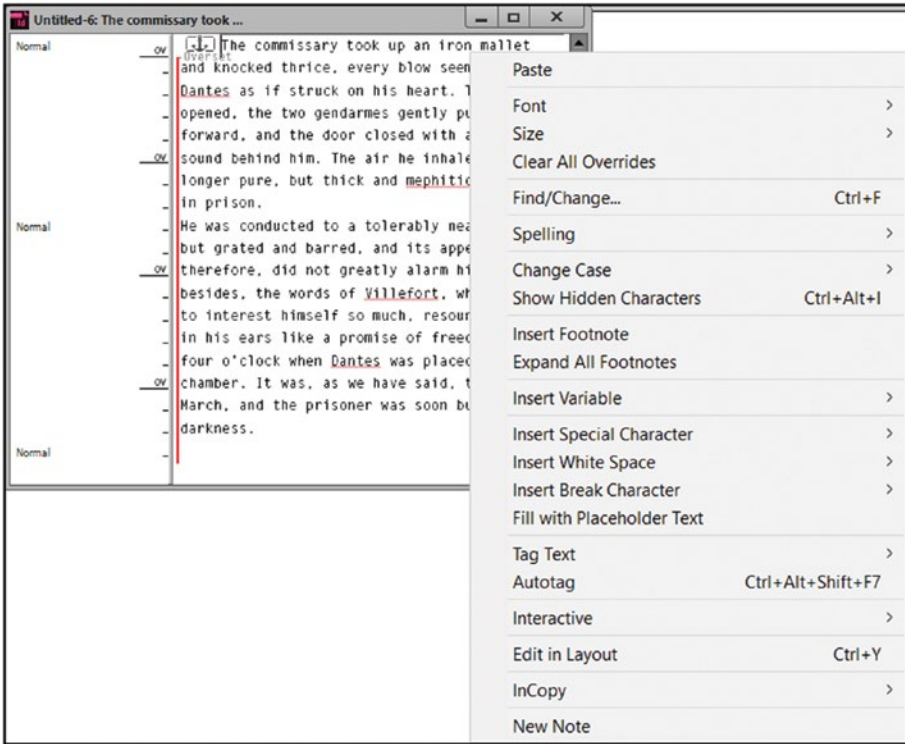 Untitled-6: The commissary took ...
Normal
OV
The commissary took up an iron mallet
Overset
and knocked thrice, every blow seem
Dantes as if struck on his heart. T
opened, the two gendarmes gently pu
forward, and the door closed with a
OV
sound behind him. The air he inhale
longer pure, but thick and mephitic
in prison.
Normal
He was conducted to a tolerably nea
but grated and barred, and its appe
OV
therefore, did not greatly alarm hi
besides, the words of Villefort, wh
to interest himself so much, resour
in his ears like a promise of freed
four o'clock when Dantes was placed
OV
chamber. It was, as we have said, t
March, and the prisoner was soon bu
darkness.
Normal
Paste
Font
Size
Clear All Overrides
Find/Change... Ctrl+F
Spelling
Change Case
Show Hidden Characters Ctrl+Alt+I
Insert Footnote
Expand All Footnotes
Insert Variable
Insert Special Character
Insert White Space
Insert Break Character
Fill with Placeholder Text
Tag Text
Autotag Ctrl+Alt+Shift+F7
Interactive
Edit in Layout Ctrl+Y
InCopy
New Note